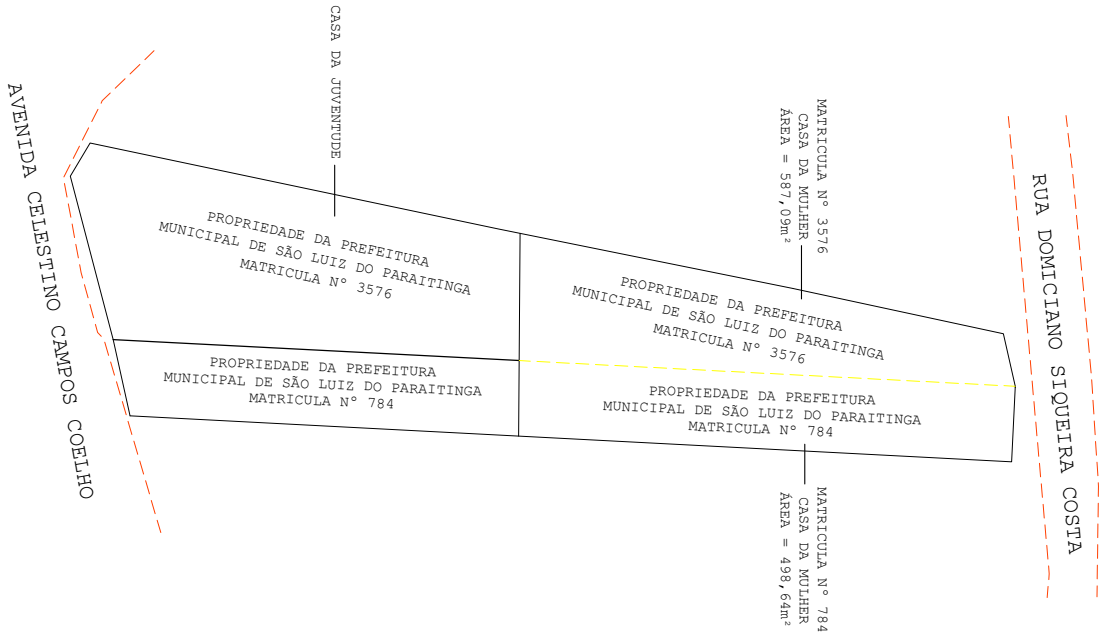 CASA DA JUVENTUDE
MATRICULA N° 3576
CASA DA MULHER
ÁREA = 587,09m²
AVENIDA CELESTINO CAMPOS COELHO
RUA DOMICIANO SIQUEIRA COSTA
PROPRIEDADE DA PREFEITURA
MUNICIPAL DE SÃO LUIZ DO PARAITINGA
MATRICULA N° 3576
PROPRIEDADE DA PREFEITURA
MUNICIPAL DE SÃO LUIZ DO PARAITINGA
MATRICULA N° 3576
PROPRIEDADE DA PREFEITURA
MUNICIPAL DE SÃO LUIZ DO PARAITINGA
MATRICULA N° 784
PROPRIEDADE DA PREFEITURA
MUNICIPAL DE SÃO LUIZ DO PARAITINGA
MATRICULA N° 784
MATRICULA N° 784
CASA DA MULHER
ÁREA = 498,64m²